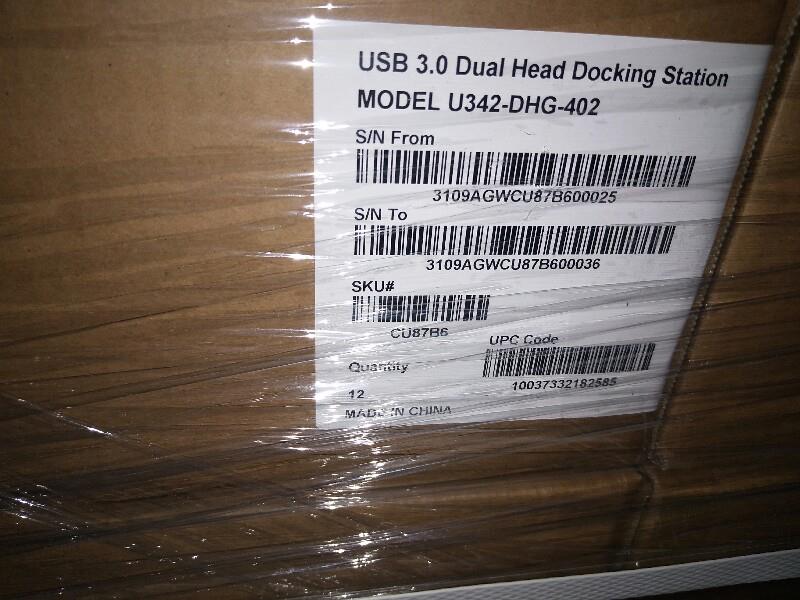 USB 3.0 Dual Head Docking Station
MODEL U342-DHG-402
S/N From
3109AGWCU87B600025
S/N To
3109AGWCU87B600036
SKU#
CU87B6
UPC Code
10037332182585
Quantity
12
MADE IN CHINA